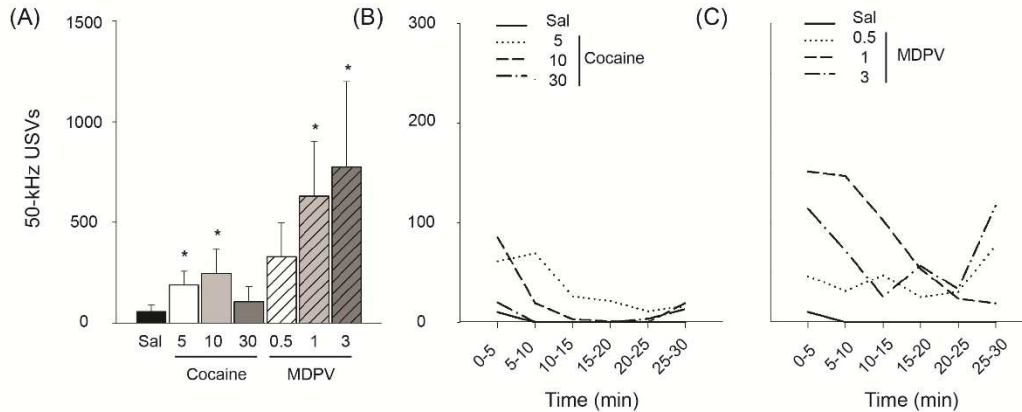 (A)
1500
1000
500
0
50-kHz USVs
*
*
*
*
Sal 5 10 30 0.5 1 3
Cocaine MDPV
(B)
300
200
100
0
Sal
5
10
30
Cocaine
0-5 5-10 10-15 15-20 20-25 25-30
Time (min)
(C)
Sal
0.5
1
3
MDPV
0-5 5-10 10-15 15-20 20-25 25-30
Time (min)